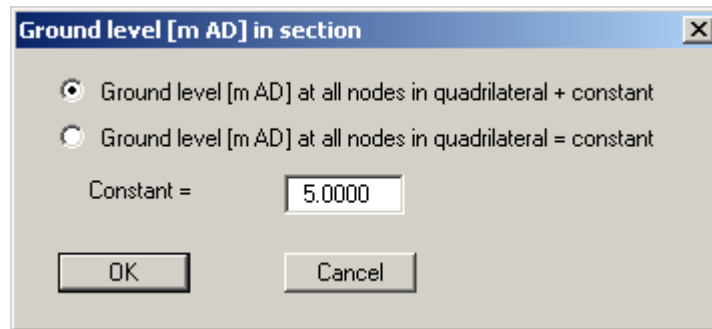 Ground level [m AD] in section
Ground level [m AD] at all nodes in quadrilateral + constant
Ground level [m AD] at all nodes in quadrilateral = constant
Constant = 5.0000
OK Cancel